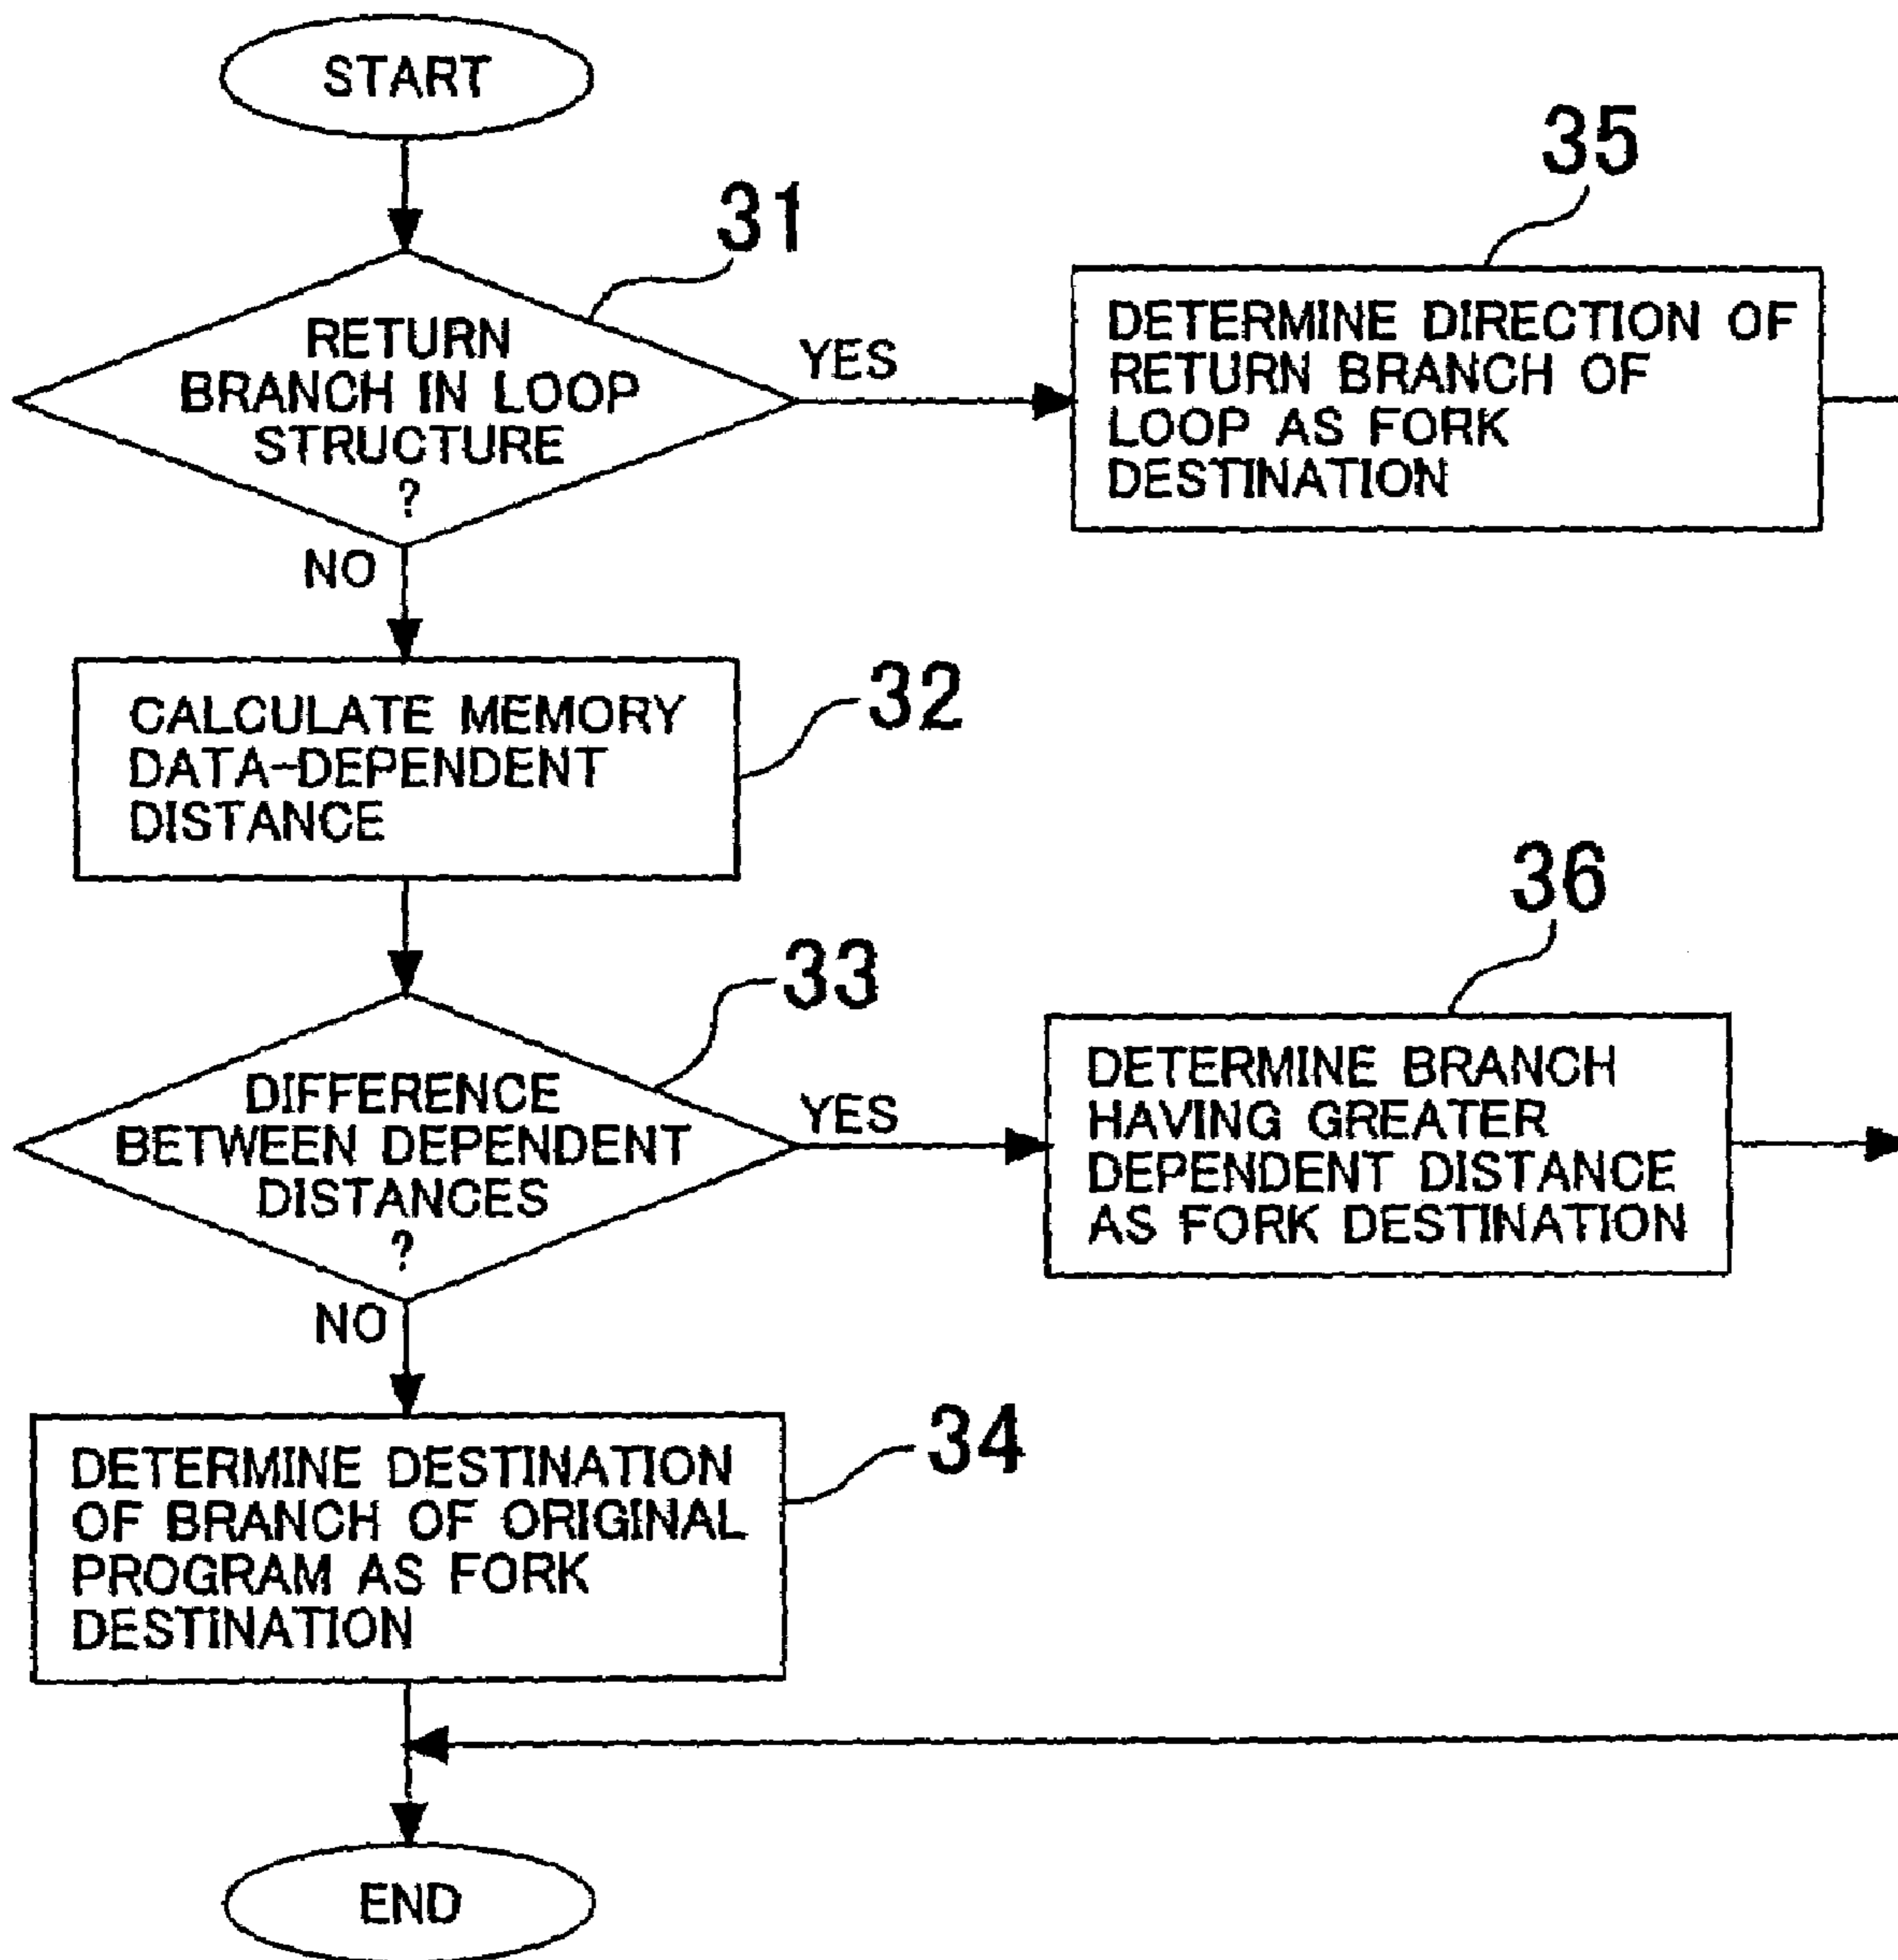 START
31
RETURN
BRANCH IN LOOP
STRUCTURE
?
YES
NO
35
DETERMINE DIRECTION OF
RETURN BRANCH OF
LOOP AS FORK
DESTINATION
32
CALCULATE MEMORY
DATA-DEPENDENT
DISTANCE
33
DIFFERENCE
BETWEEN DEPENDENT
DISTANCES
?
YES
NO
36
DETERMINE BRANCH
HAVING GREATER
DEPENDENT DISTANCE
AS FORK DESTINATION
34
DETERMINE DESTINATION
OF BRANCH OF ORIGINAL
PROGRAM AS FORK
DESTINATION
END